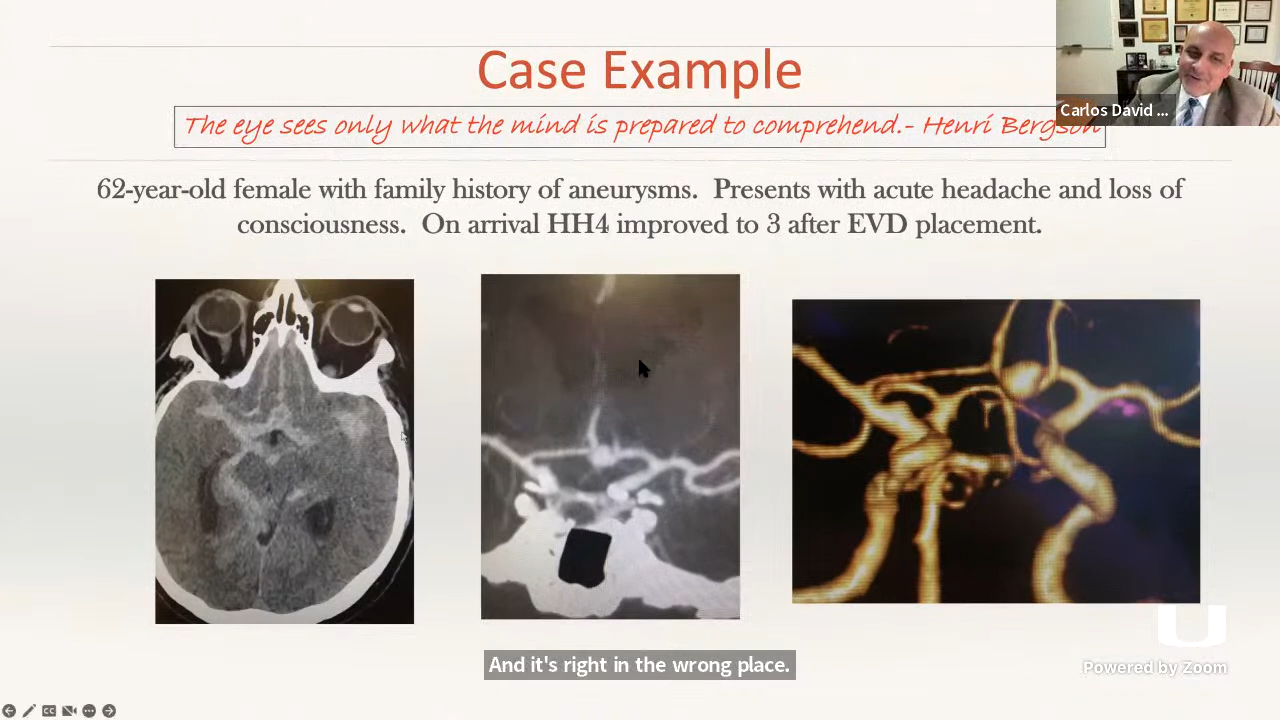 Case Example
The eye sees only what the mind is prepared to comprehend.- Henri Bergson
Carlos David ...
62-year-old female with family history of aneurysms. Presents with acute headache and loss of
consciousness. On arrival HH4 improved to 3 after EVD placement.
And it's right in the wrong place.
Powered by Zoom
CC